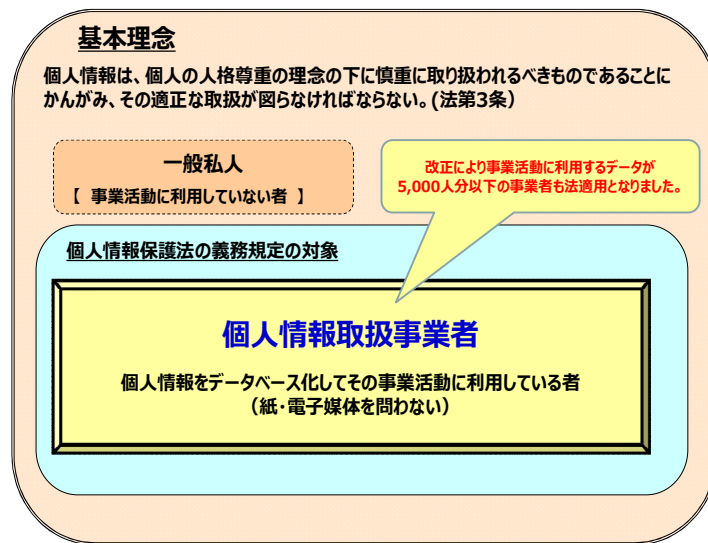 基本理念
個人情報は、個人の人格尊重の理念の下に慎重に取り扱われるべきものであることに
かんがみ、その適正な取扱が図らなければならない。(法第3条）
一般私人
【 事業活動に利用していない者 】
改正により事業活動に利用するデータが
5,000人分以下の事業者も法適用となりました。
個人情報保護法の義務規定の対象
個人情報取扱事業者
個人情報をデータベース化してその事業活動に利用している者
（紙・電子媒体を問わない）